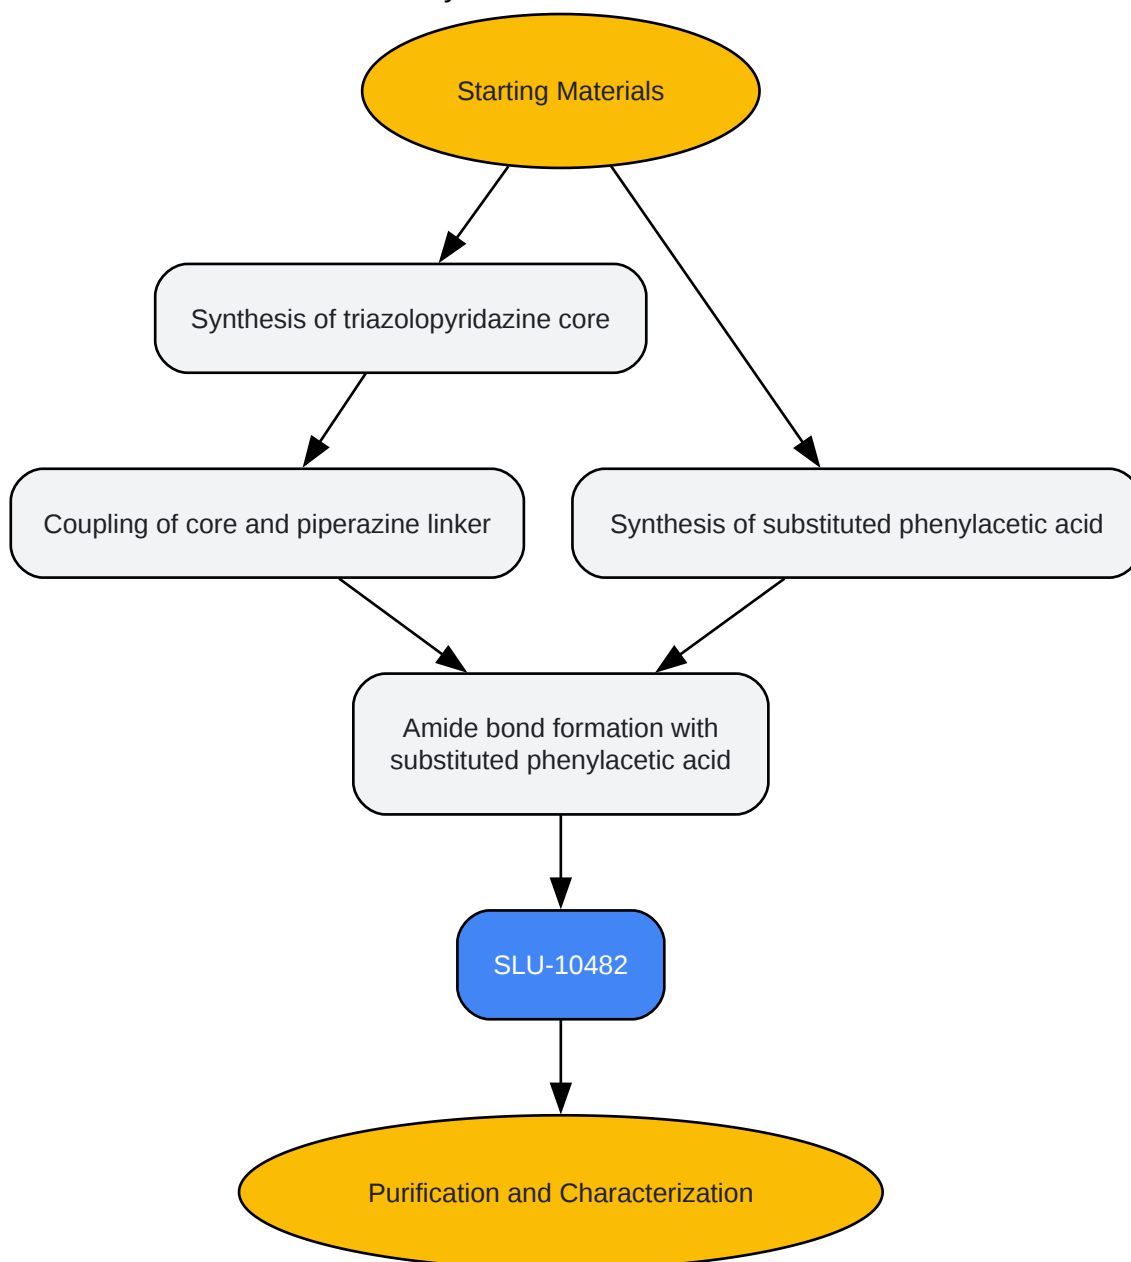 Starting Materials
Synthesis of triazolopyridazine core
Coupling of core and piperazine linker
Synthesis of substituted phenylacetic acid
Amide bond formation with
substituted phenylacetic acid
SLU-10482
Purification and Characterization